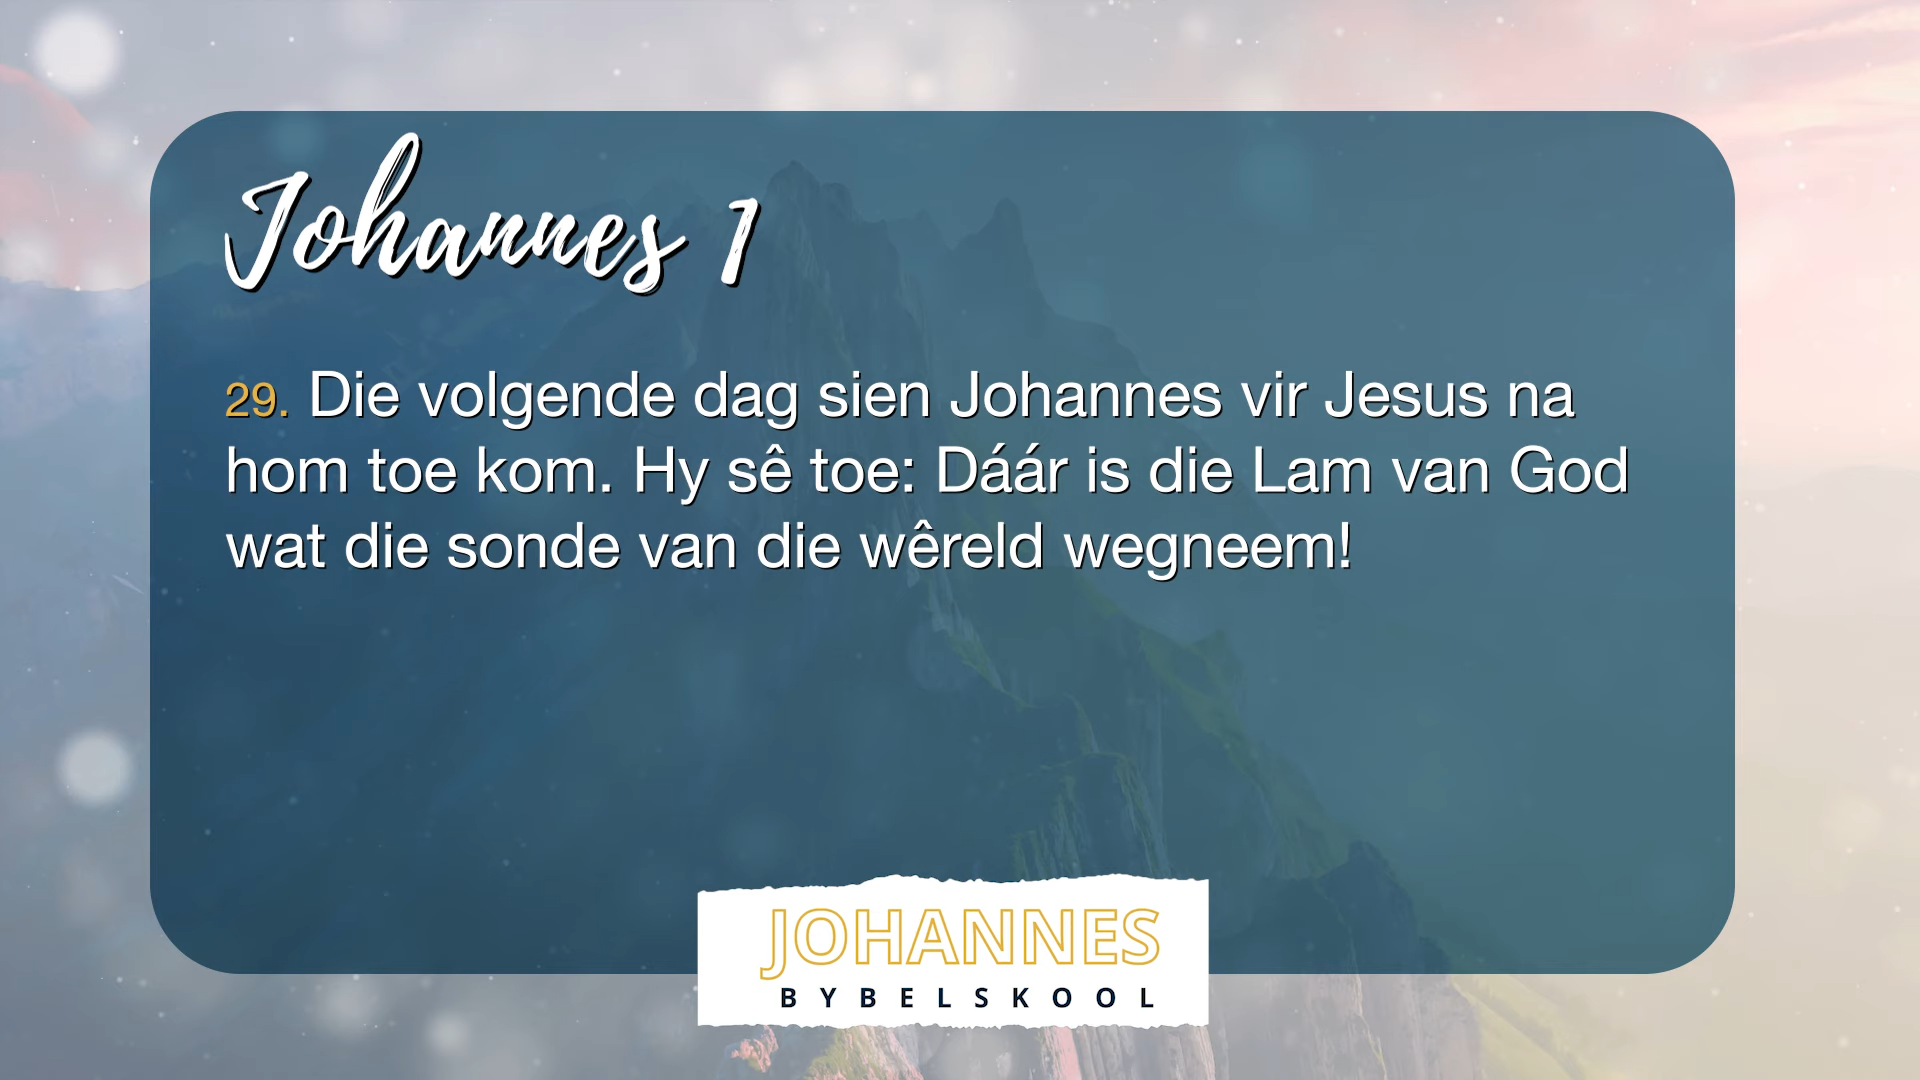 Johannes 1
29. Die volgende dag sien Johannes vir Jesus na
hom toe kom. Hy sê toe: Dáár is die Lam van God
wat die sonde van die wêreld wegneem!
JOHANNES
BYBELSKOOL